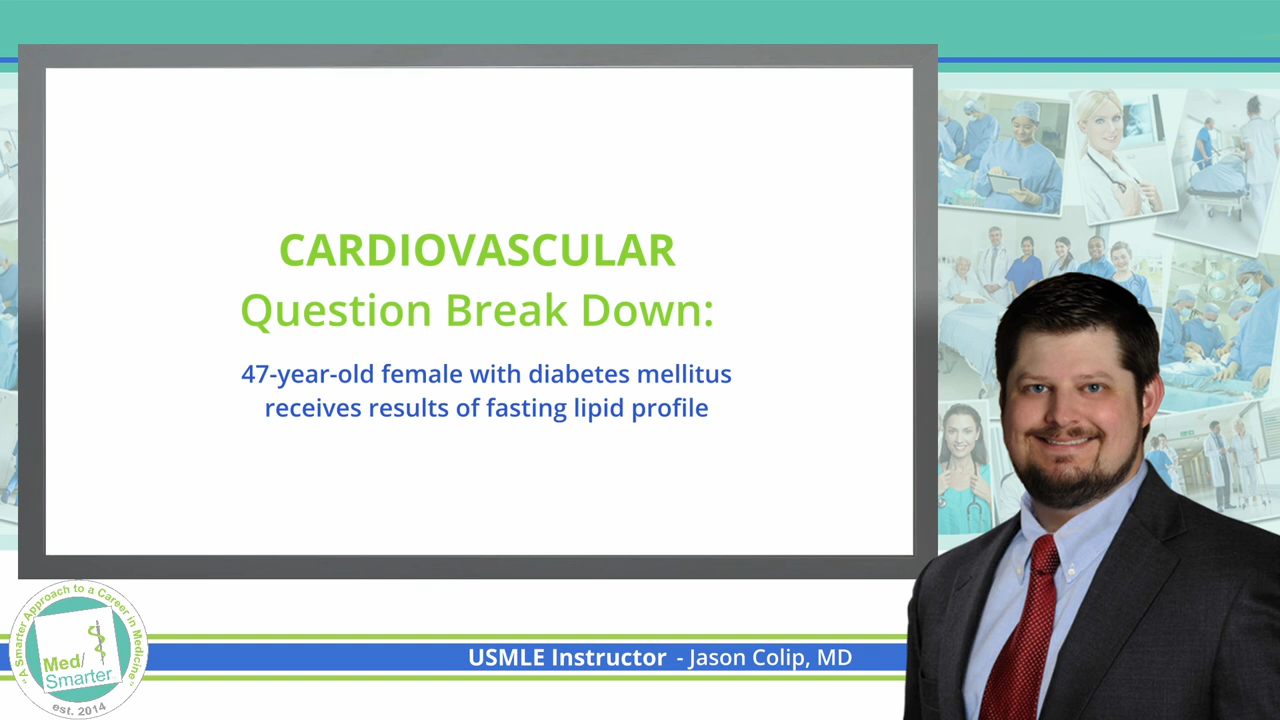 CARDIOVASCULAR
Question Break Down:
47-year-old female with diabetes mellitus
receives results of fasting lipid profile
"A Smarter Approach to a Career in Medicine"
Med/
Smarter
est. 2014
USMLE Instructor - Jason Colip, MD